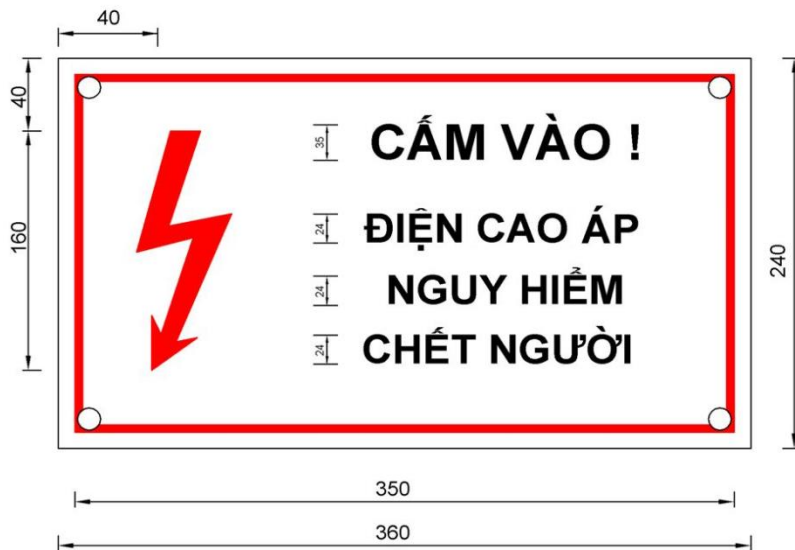 40
40
160
35
CẤM VÀO !
24
ĐIỆN CAO ÁP
24
NGUY HIỂM
24
CHẾT NGƯỜI
240
350
360